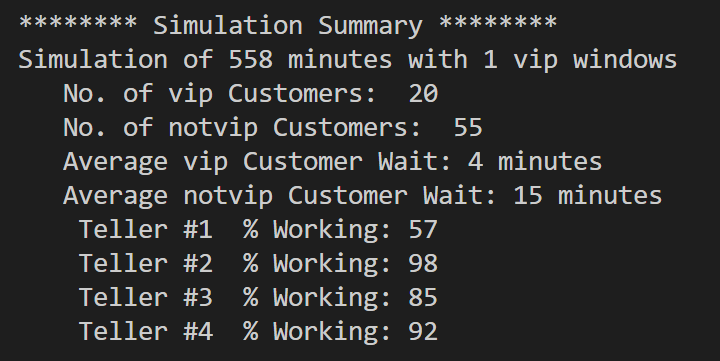 ******** Simulation Summary ********
Simulation of 558 minutes with 1 vip windows
No. of vip Customers:  20
No. of notvip Customers:  55
Average vip Customer Wait: 4 minutes
Average notvip Customer Wait: 15 minutes
Teller #1  % Working: 57
Teller #2  % Working: 98
Teller #3  % Working: 85
Teller #4  % Working: 92